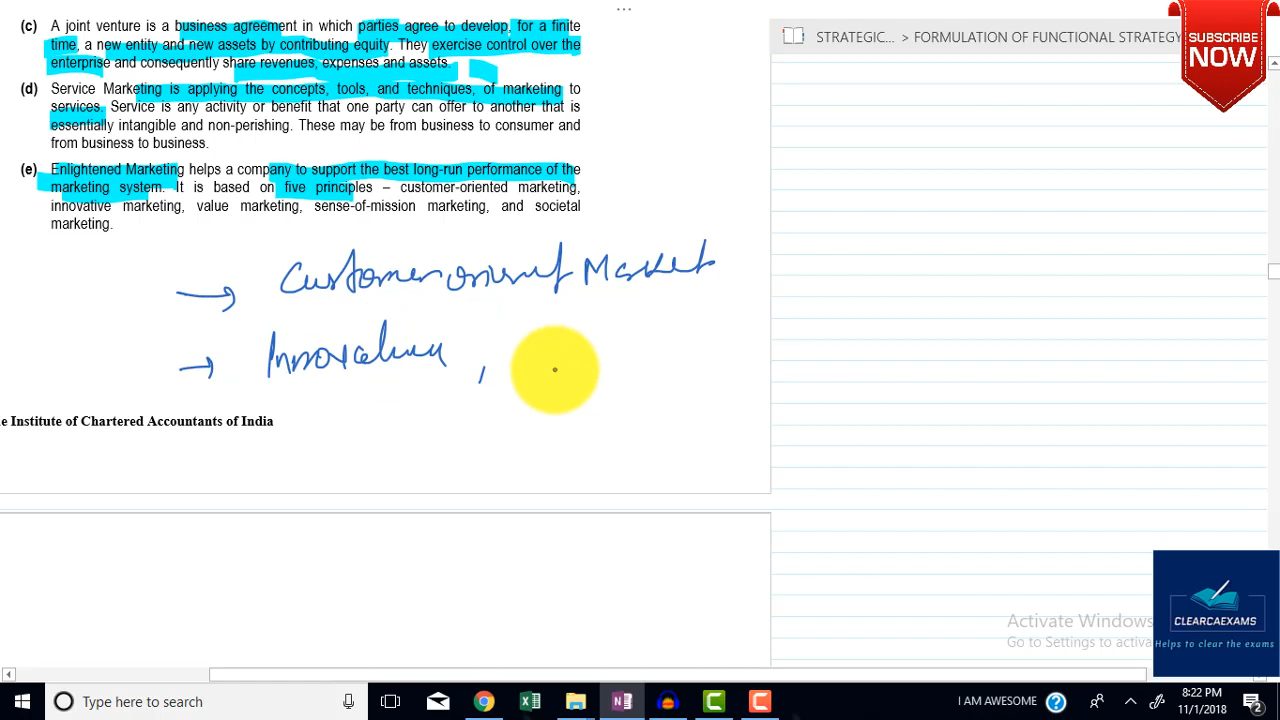 (c) A joint venture is a business agreement in which parties agree to develop, for a finite
time, a new entity and new assets by contributing equity. They exercise control over the
enterprise and consequently share revenues, expenses and assets.
(d) Service Marketing is applying the concepts, tools, and techniques, of marketing to
services. Service is any activity or benefit that one party can offer to another that is
essentially intangible and non-perishing. These may be from business to consumer and
from business to business.
(e) Enlightened Marketing helps a company to support the best long-run performance of the
marketing system. It is based on five principles – customer-oriented marketing,
innovative marketing, value marketing, sense-of-mission marketing, and societal
marketing.
→ Customer orient Market
→
e Institute of Chartered Accountants of India
STRATEGIC... > FORMULATION OF FUNCTIONAL STRATEGY
SUBSCRIBE
NOW
Activate Windows
Go to Settings to activa
CLEARCAEXAMS
Helps to clear the exams
Type here to search
I AM AWESOME
8:22 PM
11/1/2018
2